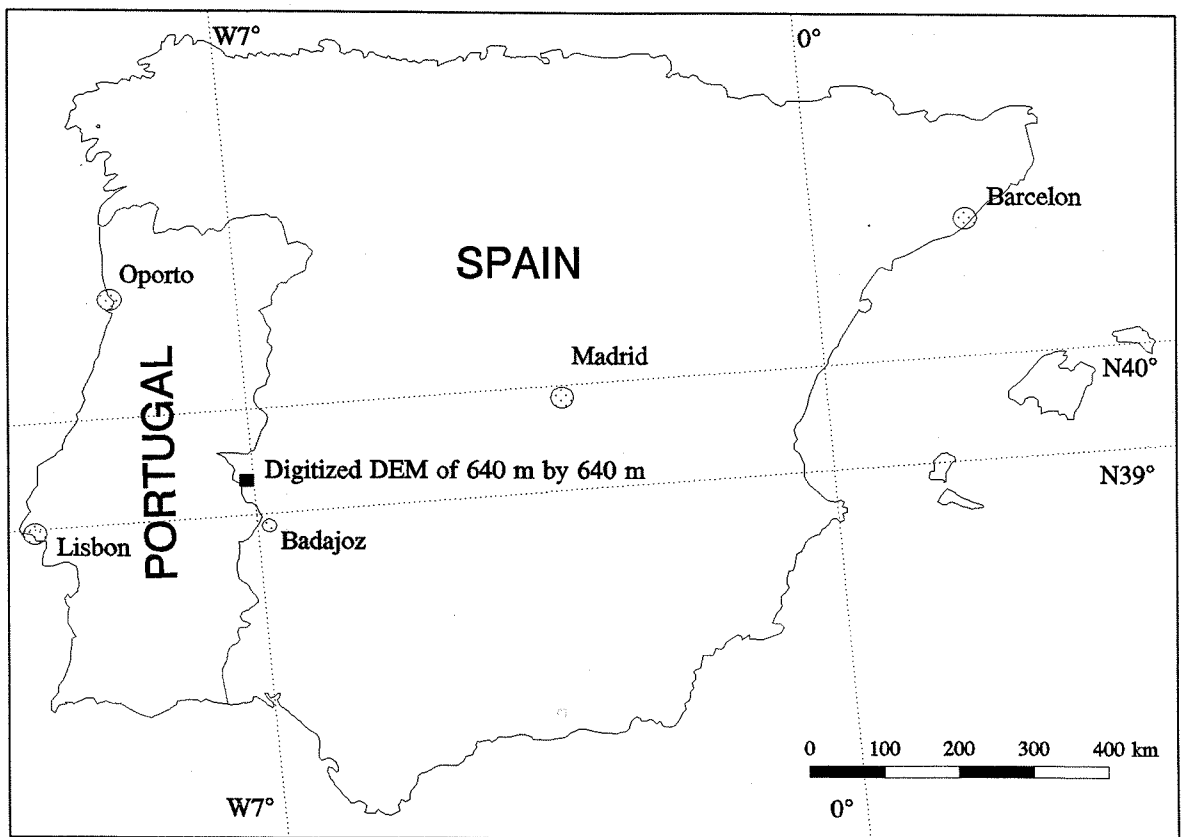 W7°
0°
Barcelon
Oporto
SPAIN
Madrid
N40°
PORTUGAL
Digitized DEM of 640 m by 640 m
N39°
Lisbon
Badajoz
0 100 200 300 400 km
W7°
0°